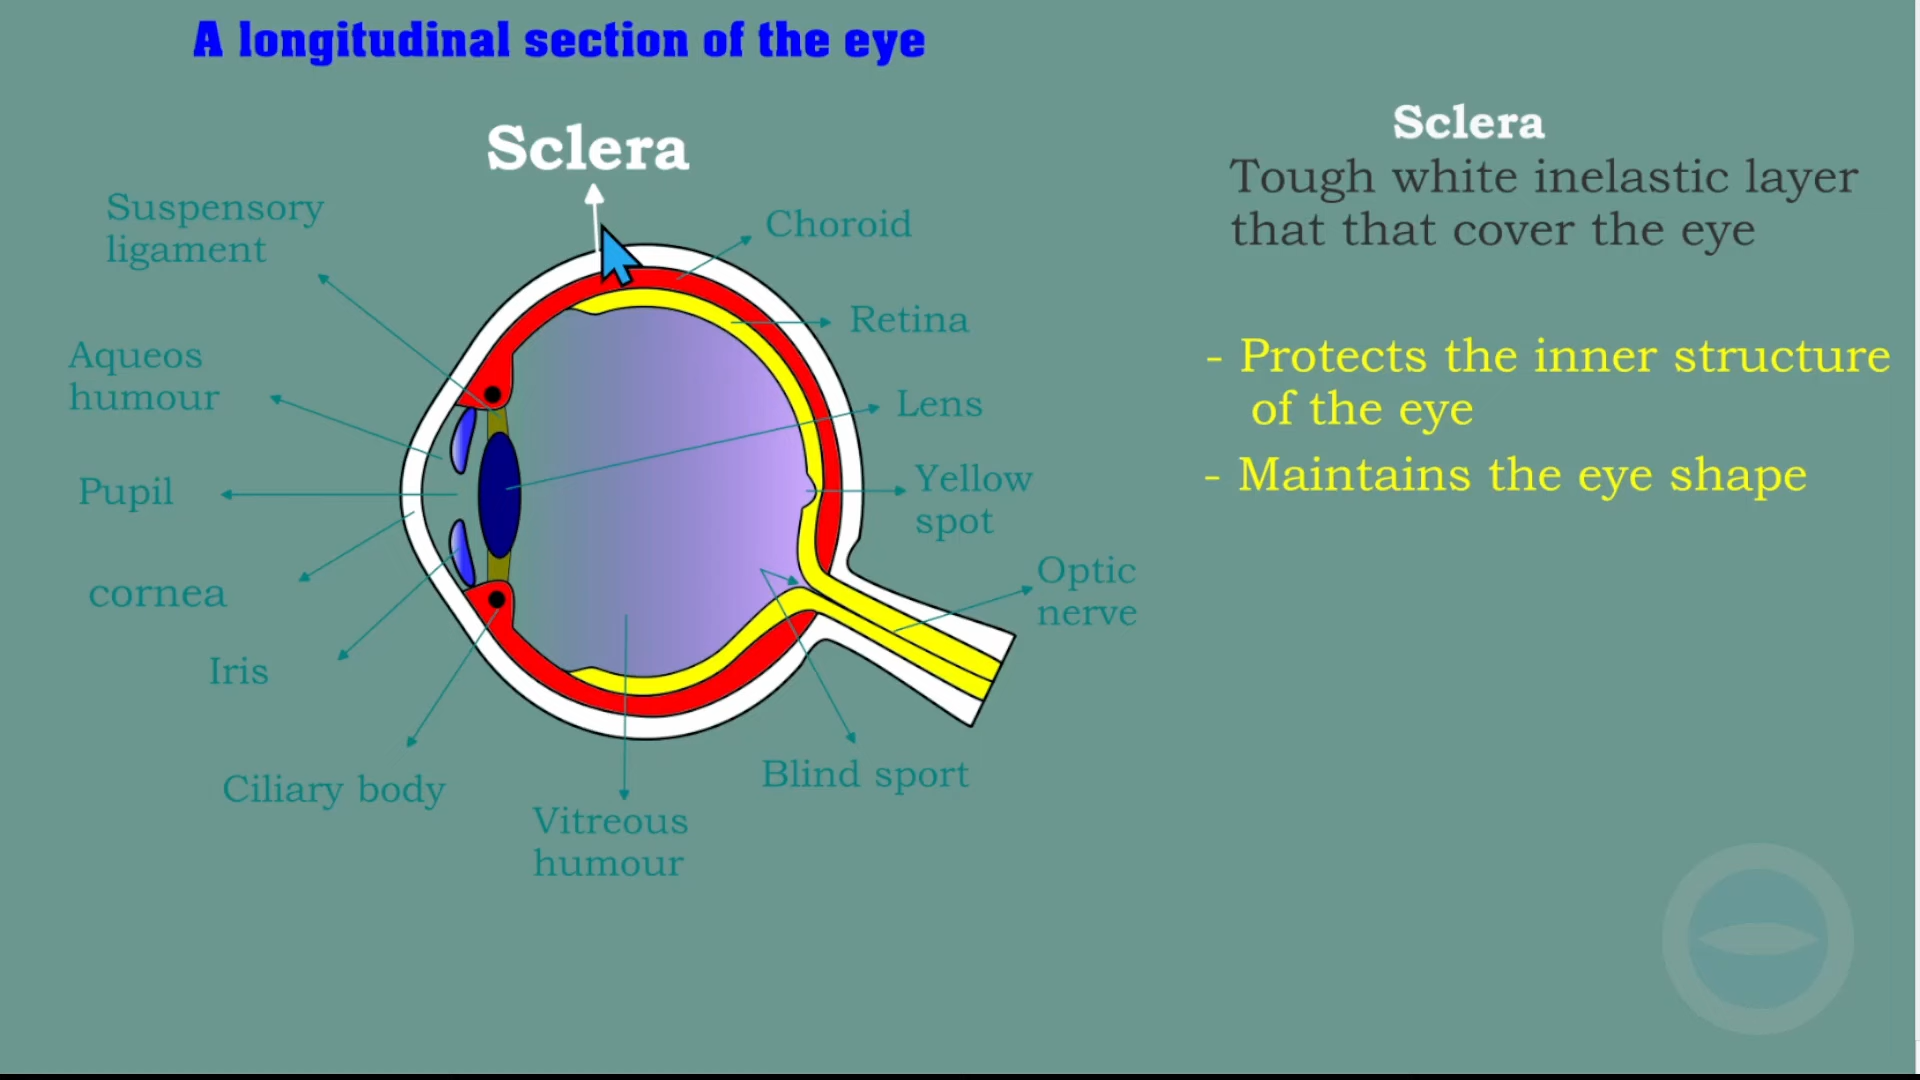 A longitudinal section of the eye
Sclera
Suspensory
ligament
Choroid
Retina
Aqueos
humour
Lens
Pupil
Yellow
spot
cornea
Optic
nerve
Iris
Ciliary body
Blind sport
Vitreous
humour
Sclera
Tough white inelastic layer
that that cover the eye
- Protects the inner structure
of the eye
- Maintains the eye shape